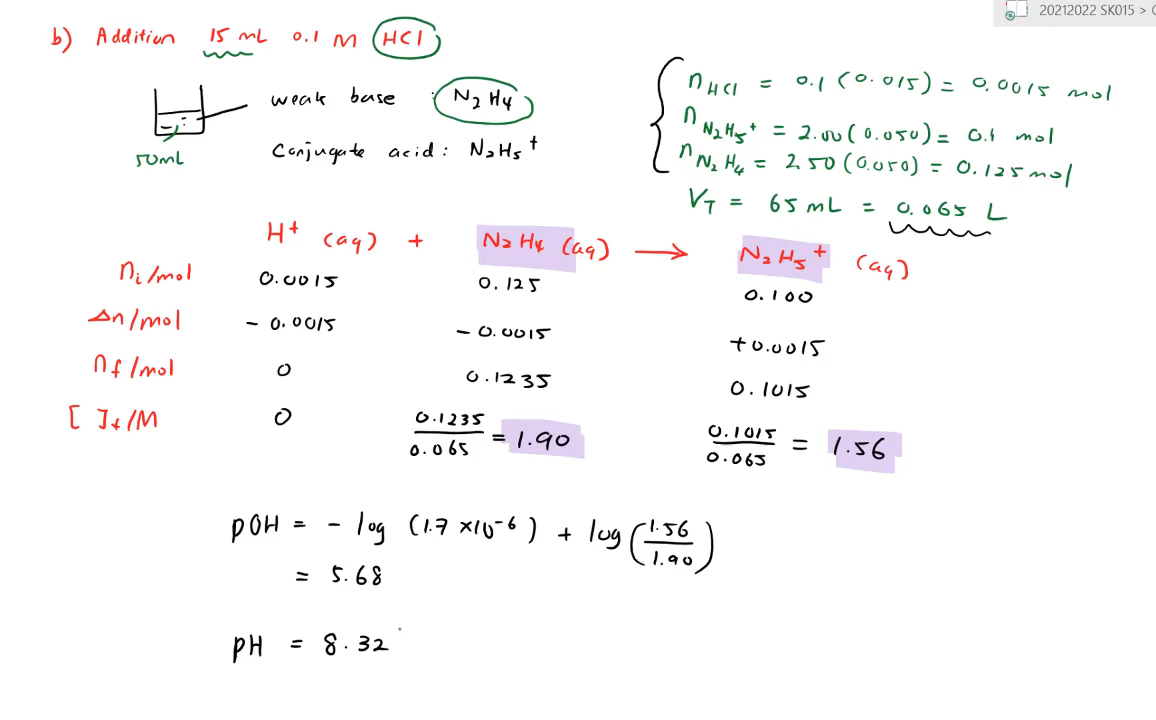 20212022 SK015 >
b) Addition 15 mL 0.1 M HCl
weak base : N2H4
Conjugate acid : N2H5+
50mL
nHCl = 0.1 (0.015) = 0.0015 mol
nN2H5+ = 2.00 (0.050) = 0.1 mol
nN2H4 = 2.50 (0.050) = 0.125 mol
VT = 65 mL = 0.065 L
H+ (aq) + N2H4 (aq) → N2H5+ (aq)
ni/mol 0.0015 0.125 0.100
Δn/mol - 0.0015 - 0.0015 +0.0015
nf/mol 0 0.1235 0.1015
[ ]f/M 0 0.1235/0.065 = 1.90 0.1015/0.065 = 1.56
pOH = - log (1.7 ×10-6) + log (1.56/1.90)
= 5.68
pH = 8.32